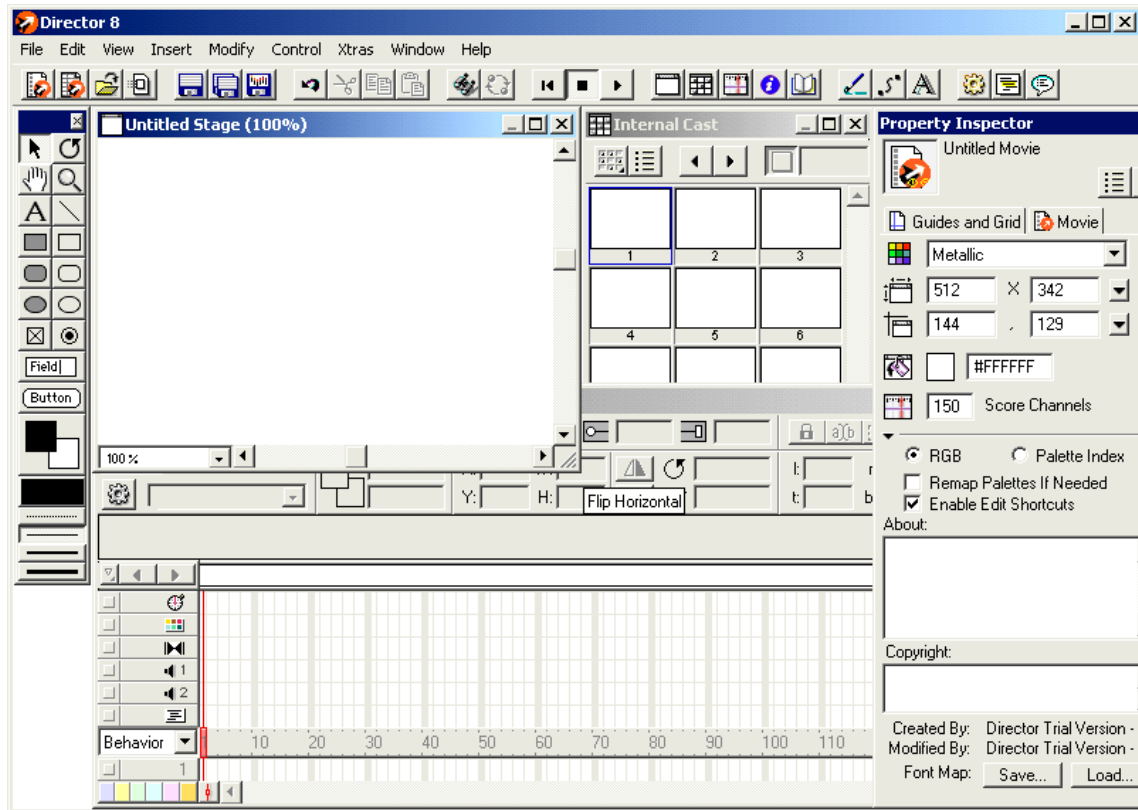 Director 8
File Edit View Insert Modify Control Xtras Window Help
Untitled Stage (100%)
Internal Cast
Property Inspector
Untitled Movie
Guides and Grid Movie
1 2 3
Metallic
512 X 342
4 5 6
144 , 129
Field
#FFFFFF
Button
150 Score Channels
100 %
RGB Palette Index
Remap Palettes If Needed
Y: H: Flip Horizontal l: t: b
Enable Edit Shortcuts
About:
1
2
Copyright:
Behavior 10 20 30 40 50 60 70 80 90 100 110
Created By: Director Trial Version -
Modified By: Director Trial Version -
1
Font Map: Save... Load...